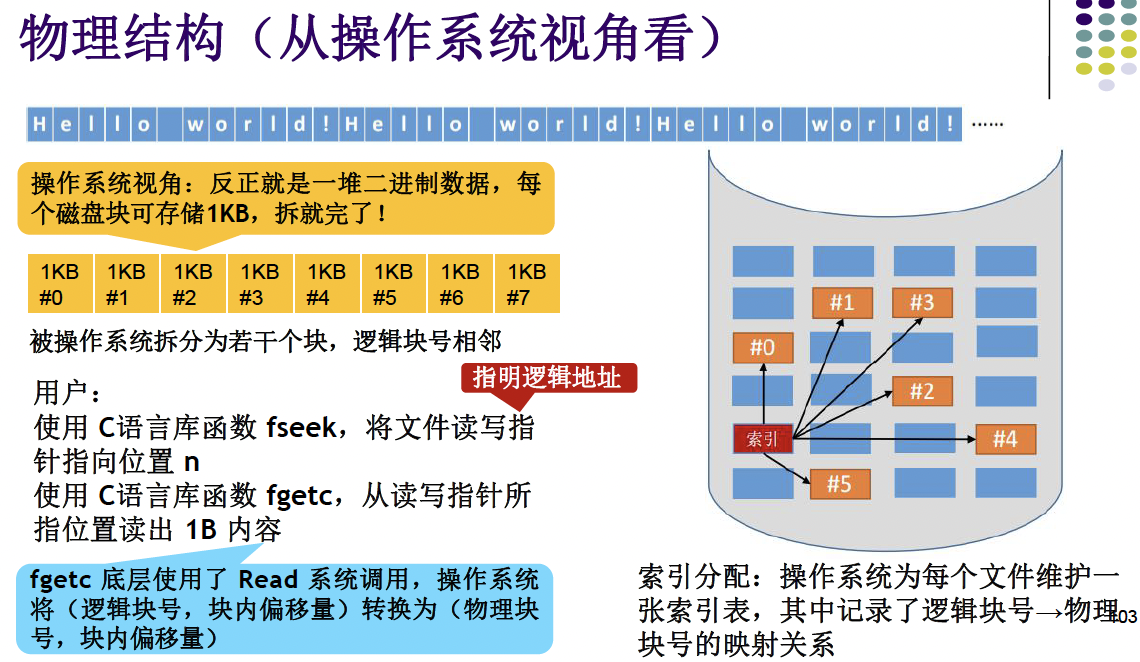 物理结构（从操作系统视角看）
Hello world!Hello world!Hello world! ······
操作系统视角：反正就是一堆二进制数据，每
个磁盘块可存储1KB，拆就完了！
1KB 1KB 1KB 1KB 1KB 1KB 1KB 1KB
#0 #1 #2 #3 #4 #5 #6 #7
被操作系统拆分为若干个块，逻辑块号相邻
指明逻辑地址
用户：
使用 C语言库函数 fseek，将文件读写指
针指向位置 n
使用 C语言库函数 fgetc，从读写指针所
指位置读出 1B 内容
fgetc 底层使用了 Read 系统调用，操作系统
将（逻辑块号，块内偏移量）转换为（物理块
号，块内偏移量）
#1 #3
#0
#2
索引 #4
#5
索引分配：操作系统为每个文件维护一
张索引表，其中记录了逻辑块号→物理
块号的映射关系
103